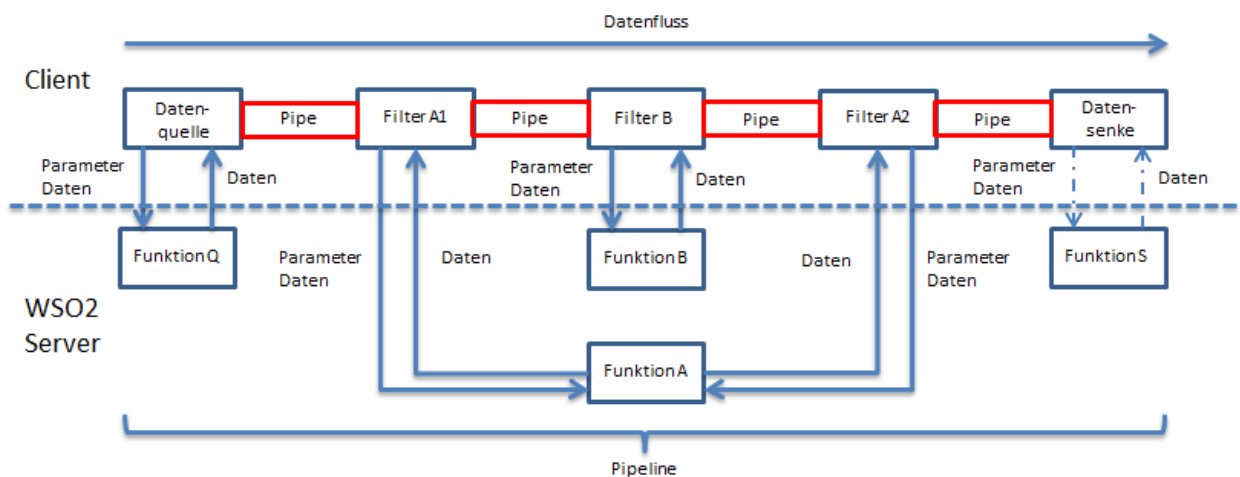 Datenfluss
Client
Daten-
quelle
Pipe
Filter A1
Pipe
Filter B
Pipe
Filter A2
Pipe
Daten-
senke
Parameter
Daten
Daten
Parameter
Daten
Daten
Parameter
Daten
Daten
Funktion Q
Parameter
Daten
Daten
Funktion B
Daten
Parameter
Daten
Funktion S
WSO2
Server
Funktion A
Pipeline